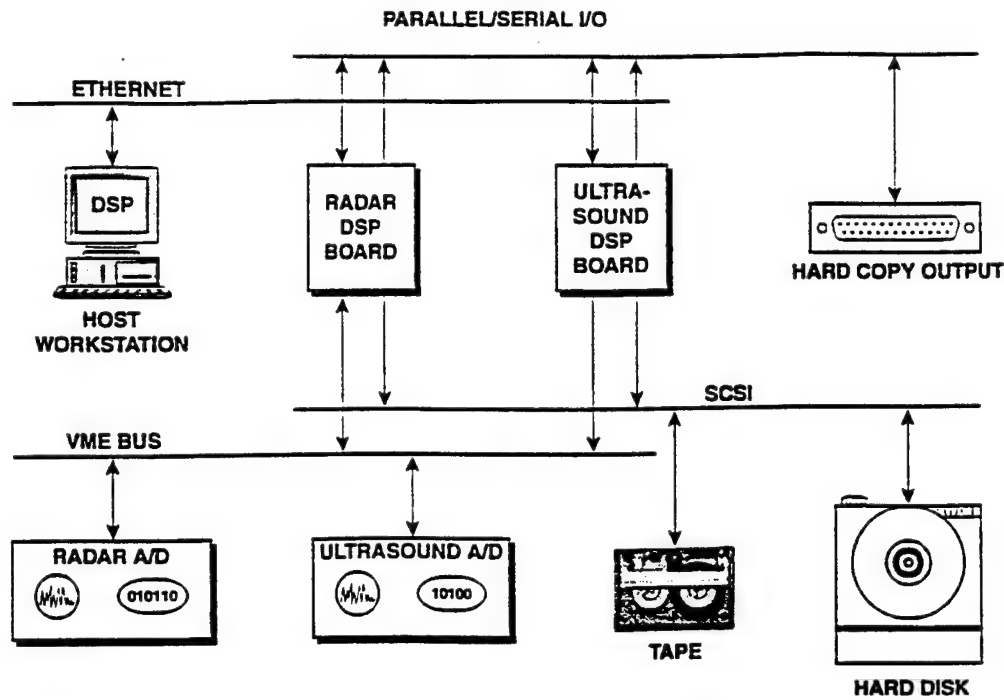 PARALLEL/SERIAL I/O
ETHERNET
DSP
HOST
WORKSTATION
RADAR
DSP
BOARD
ULTRA-
SOUND
DSP
BOARD
HARD COPY OUTPUT
SCSI
VME BUS
RADAR A/D
010110
ULTRASOUND A/D
10100
TAPE
HARD DISK